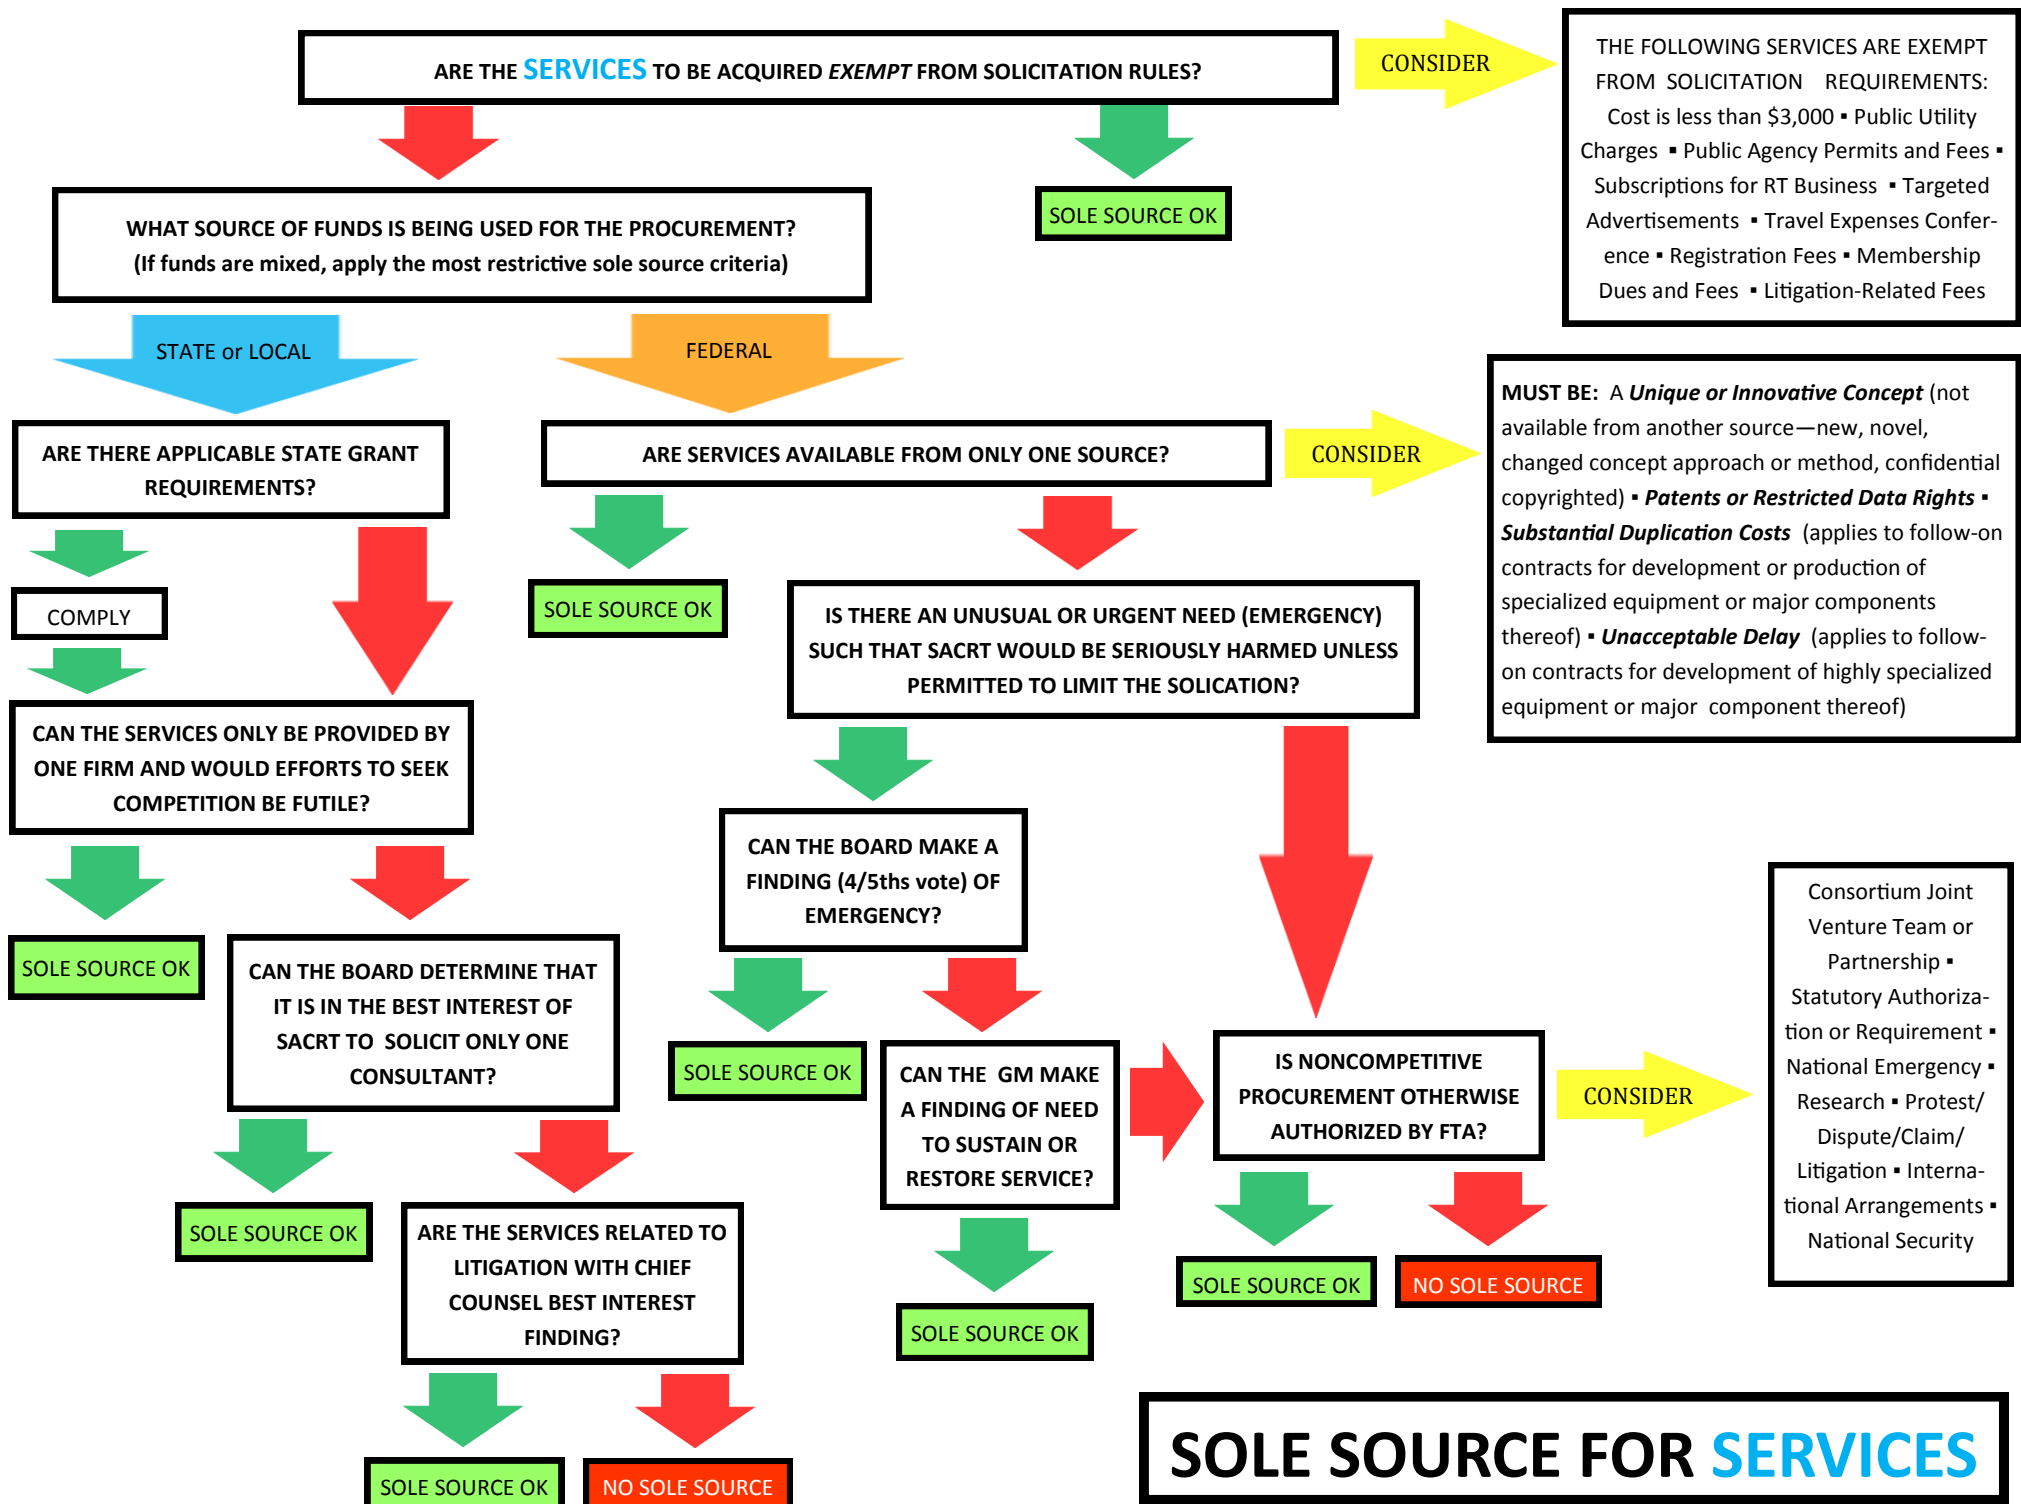 ARE THE SERVICES TO BE ACQUIRED EXEMPT FROM SOLICITATION RULES?
CONSIDER
THE FOLLOWING SERVICES ARE EXEMPT
FROM SOLICITATION REQUIREMENTS:
Cost is less than $3,000 ▪ Public Utility
Charges ▪ Public Agency Permits and Fees ▪
Subscriptions for RT Business ▪ Targeted
Advertisements ▪ Travel Expenses Confer-
ence ▪ Registration Fees ▪ Membership
Dues and Fees ▪ Litigation-Related Fees
SOLE SOURCE OK
WHAT SOURCE OF FUNDS IS BEING USED FOR THE PROCUREMENT?
(If funds are mixed, apply the most restrictive sole source criteria)
STATE or LOCAL
FEDERAL
ARE THERE APPLICABLE STATE GRANT
REQUIREMENTS?
ARE SERVICES AVAILABLE FROM ONLY ONE SOURCE?
CONSIDER
MUST BE: A Unique or Innovative Concept (not
available from another source—new, novel,
changed concept approach or method, confidential
copyrighted) ▪ Patents or Restricted Data Rights ▪
Substantial Duplication Costs (applies to follow-on
contracts for development or production of
specialized equipment or major components
thereof) ▪ Unacceptable Delay (applies to follow-
on contracts for development of highly specialized
equipment or major component thereof)
COMPLY
SOLE SOURCE OK
IS THERE AN UNUSUAL OR URGENT NEED (EMERGENCY)
SUCH THAT SACRT WOULD BE SERIOUSLY HARMED UNLESS
PERMITTED TO LIMIT THE SOLICATION?
CAN THE SERVICES ONLY BE PROVIDED BY
ONE FIRM AND WOULD EFFORTS TO SEEK
COMPETITION BE FUTILE?
CAN THE BOARD MAKE A
FINDING (4/5ths vote) OF
EMERGENCY?
SOLE SOURCE OK
CAN THE BOARD DETERMINE THAT
IT IS IN THE BEST INTEREST OF
SACRT TO SOLICIT ONLY ONE
CONSULTANT?
SOLE SOURCE OK
CAN THE GM MAKE
A FINDING OF NEED
TO SUSTAIN OR
RESTORE SERVICE?
IS NONCOMPETITIVE
PROCUREMENT OTHERWISE
AUTHORIZED BY FTA?
CONSIDER
Consortium Joint
Venture Team or
Partnership ▪
Statutory Authoriza-
tion or Requirement ▪
National Emergency ▪
Research ▪ Protest/
Dispute/Claim/
Litigation ▪ Interna-
tional Arrangements ▪
National Security
SOLE SOURCE OK
ARE THE SERVICES RELATED TO
LITIGATION WITH CHIEF
COUNSEL BEST INTEREST
FINDING?
SOLE SOURCE OK
SOLE SOURCE OK
NO SOLE SOURCE
SOLE SOURCE OK
NO SOLE SOURCE
SOLE SOURCE FOR SERVICES